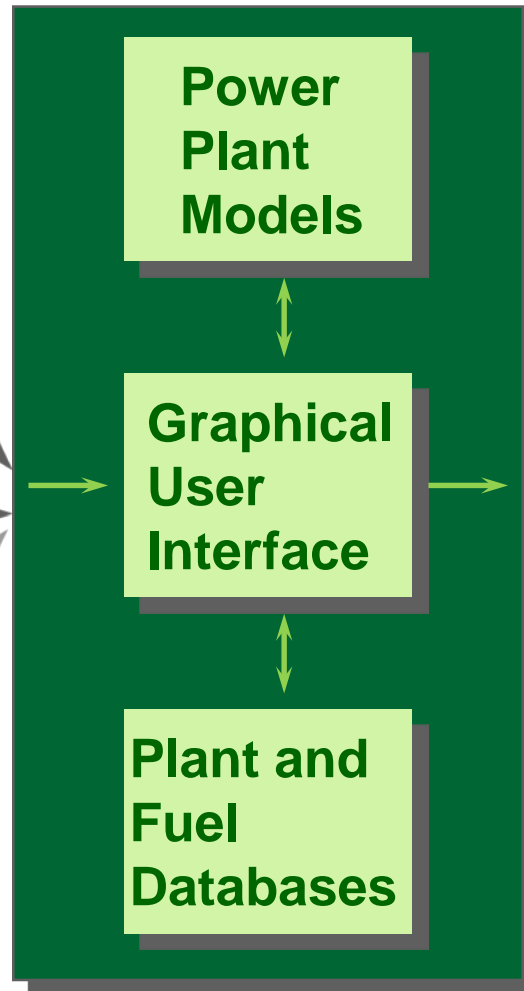 Power
Plant
Models
Graphical
User
Interface
Plant and
Fuel
Databases